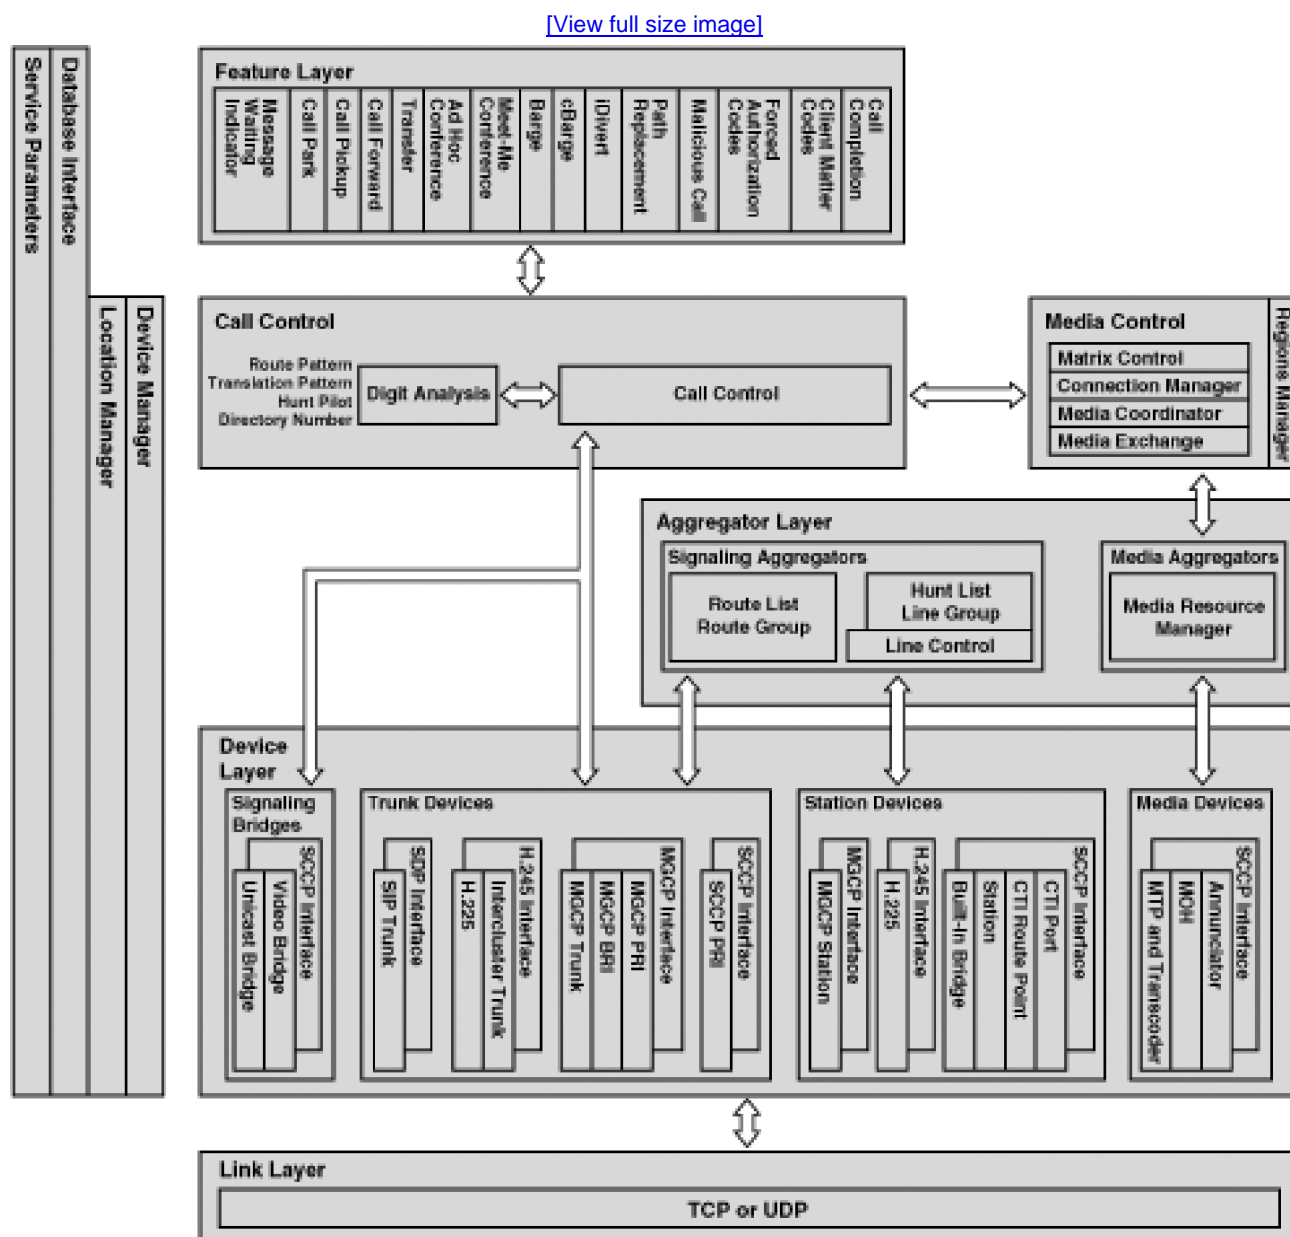 [View full size image]
Service Parameters
Database Interface
Location Manager
Device Manager
Feature Layer
Message
Waiting
Indicator
Call Park
Call Pickup
Call Forward
Transfer
Ad Hoc
Conference
Meet-Me
Conference
Barge
cBarge
iDivert
Path
Replacement
Malicious Call
Forced
Authorization
Codes
Client Matter
Codes
Call
Completion
Call Control
Route Pattern
Translation Pattern
Hunt Pilot
Directory Number
Digit Analysis
Call Control
Media Control
Matrix Control
Connection Manager
Media Coordinator
Media Exchange
Regions Manager
Aggregator Layer
Signaling Aggregators
Route List
Route Group
Hunt List
Line Group
Line Control
Media Aggregators
Media Resource
Manager
Device
Layer
Signaling
Bridges
SCCP Interface
Video Bridge
Unicast Bridge
Trunk Devices
SDP Interface
SIP Trunk
H.245 Interface
Intercluster Trunk
H.225
MGCP Interface
MGCP PRI
MGCP BRI
MGCP Trunk
SCCP Interface
SCCP PRI
Station Devices
MGCP Interface
MGCP Station
H.245 Interface
H.225
SCCP Interface
CTI Port
CTI Route Point
Station
Built-In Bridge
Media Devices
SCCP Interface
Annunciator
MOH
MTP and Transcoder
Link Layer
TCP or UDP